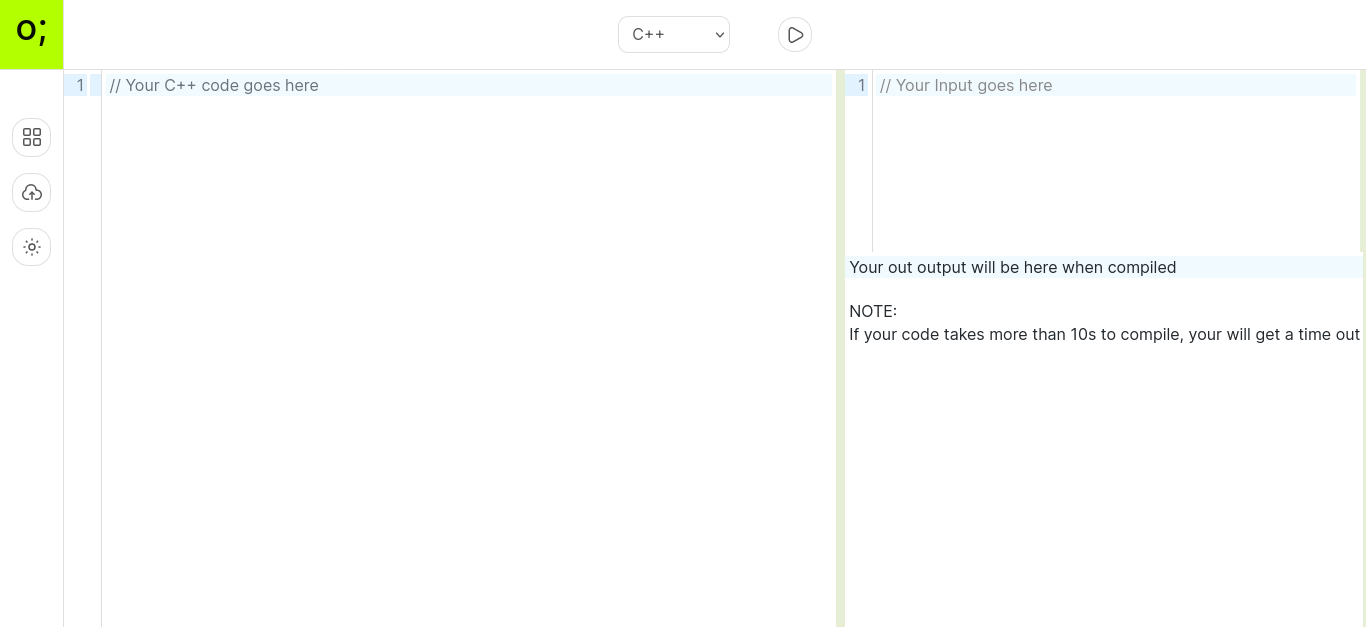 o;
C++
1
// Your C++ code goes here
1
// Your Input goes here
Your out output will be here when compiled
NOTE:
If your code takes more than 10s to compile, your will get a time out